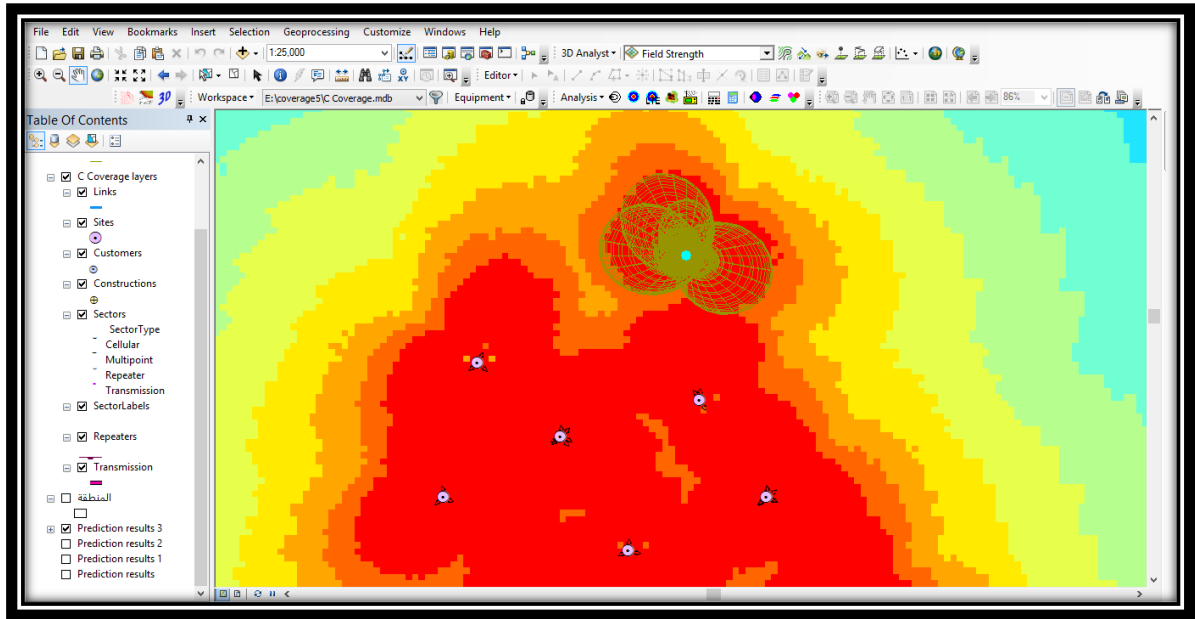 File Edit View Bookmarks Insert Selection Geoprocessing Customize Windows Help
1:25,000 3D Analyst Field Strength
Editor
3D Workspace E:\coverage5\C Coverage.mdb Equipment Analysis 86%
Table Of Contents
C Coverage layers
Links
Sites
Customers
Constructions
Sectors
SectorType
Cellular
Multipoint
Repeater
Transmission
SectorLabels
Repeaters
Transmission
المنطقة
Prediction results 3
Prediction results 2
Prediction results 1
Prediction results